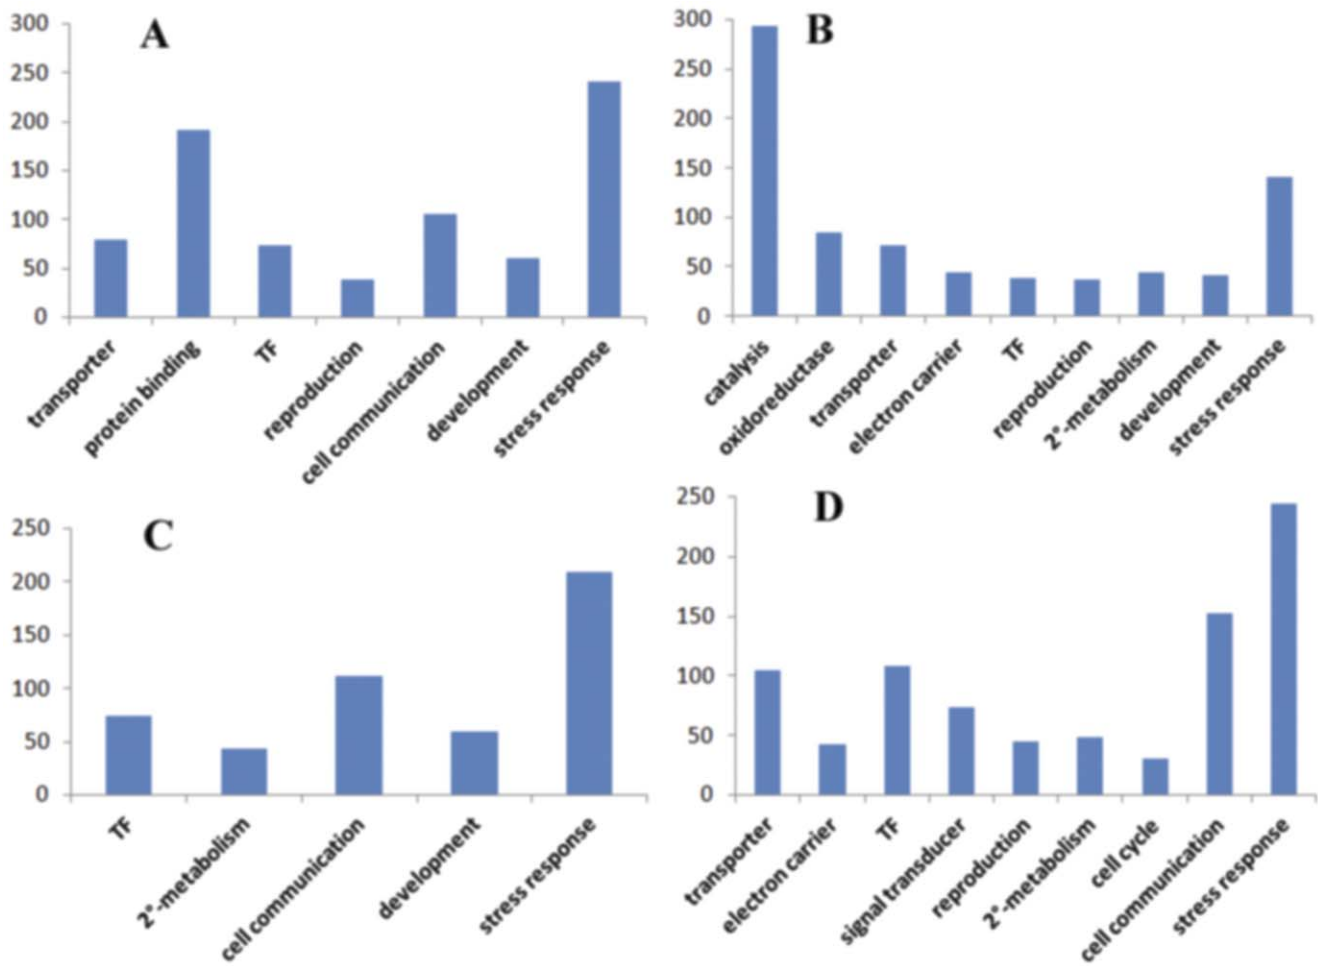 A
300
250
200
150
100
50
0
transporter
protein binding
TF
reproduction
cell communication
development
stress response
B
300
250
200
150
100
50
0
catalysis
oxidoreductase
transporter
electron carrier
TF
reproduction
2°-metabolism
development
stress response
C
250
200
150
100
50
0
TF
2°-metabolism
cell communication
development
stress response
D
250
200
150
100
50
0
transporter
electron carrier
TF
signal transducer
reproduction
2°-metabolism
cell cycle
cell communication
stress response